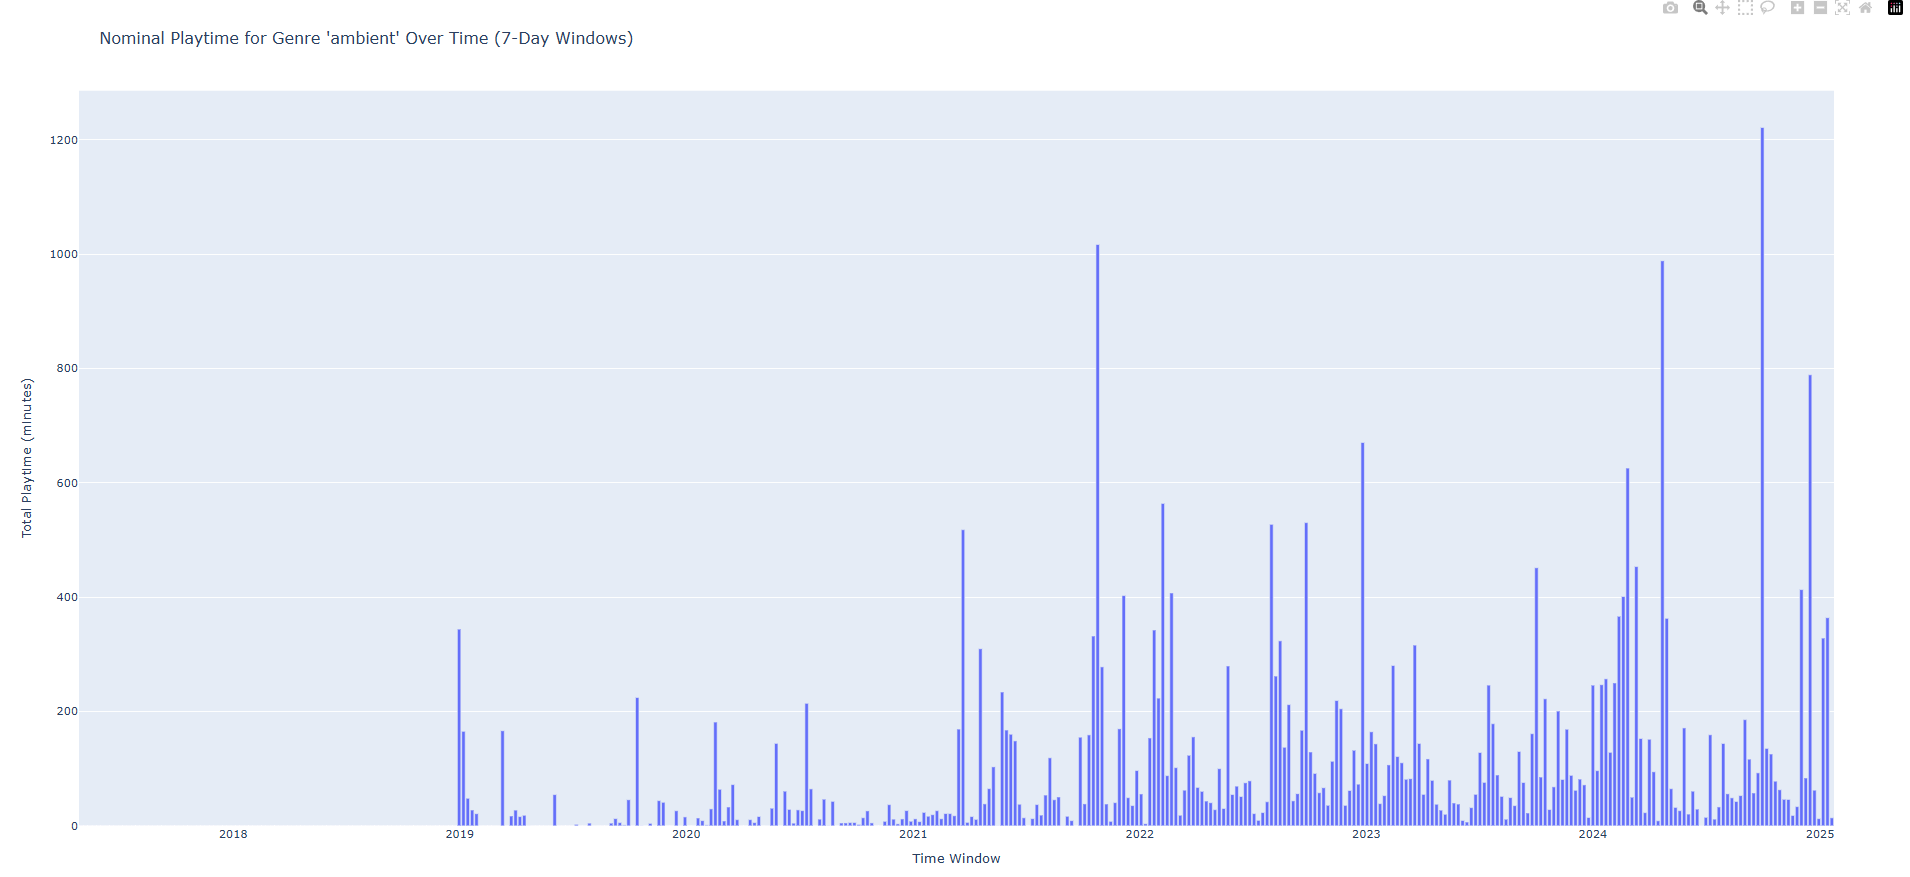 Nominal Playtime for Genre 'ambient' Over Time (7-Day Windows)
1200
1000
800
600
400
200
0
Total Playtime (minutes)
2018 2019 2020 2021 2022 2023 2024 2025
Time Window